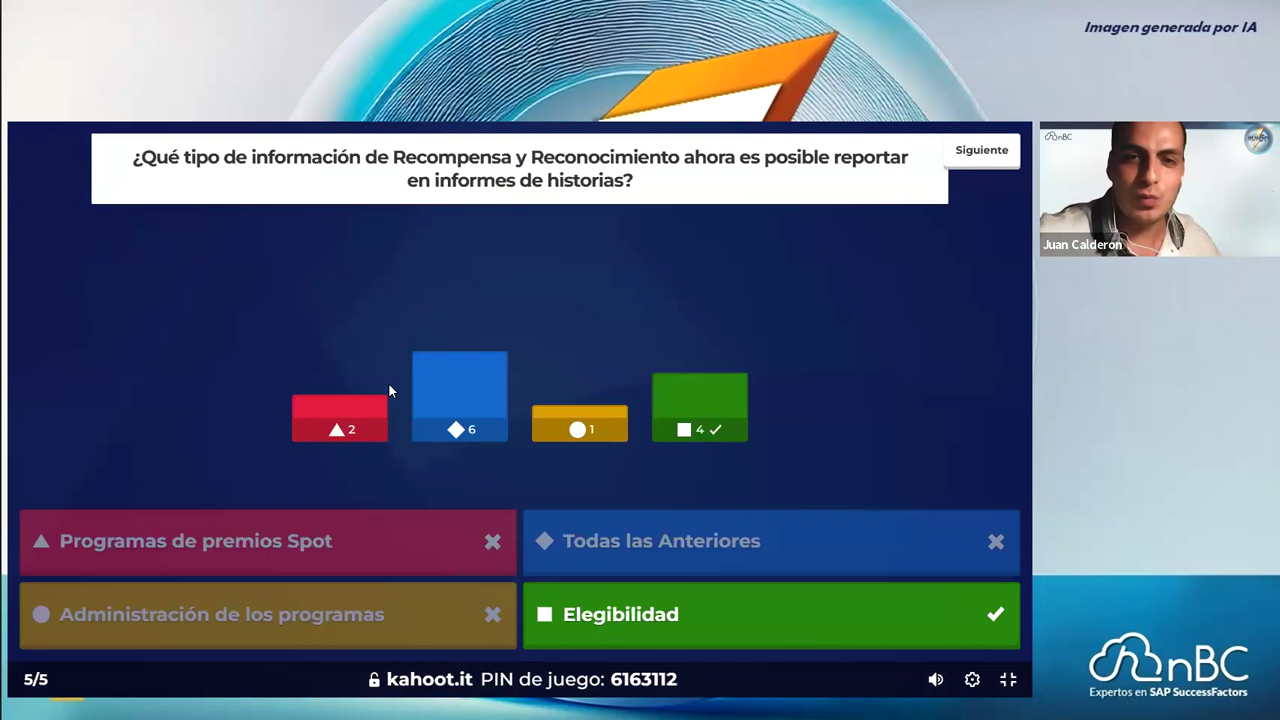 Imagen generada por IA
¿Qué tipo de información de Recompensa y Reconocimiento ahora es posible reportar
en informes de historias?
Siguiente
nBC
Juan Calderon
2
6
1
4
Programas de premios Spot
Todas las Anteriores
Administración de los programas
Elegibilidad
5/5
kahoot.it PIN de juego: 6163112
nBC
Expertos en SAP SuccessFactors